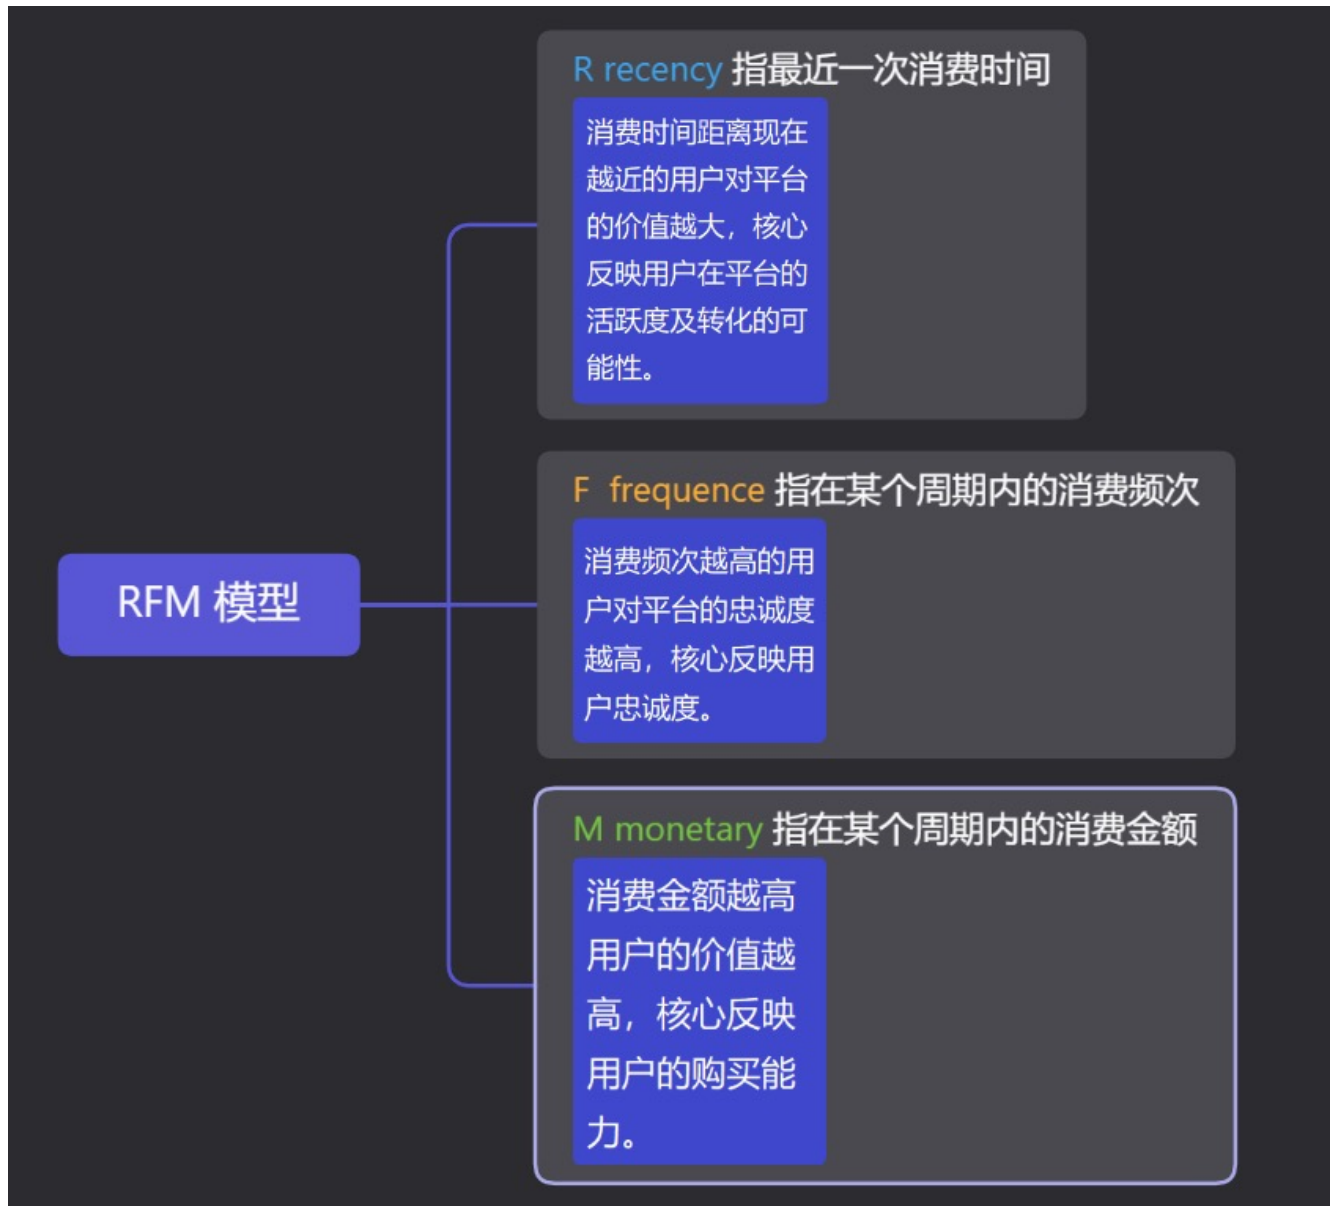 RFM 模型
R recency 指最近一次消费时间
消费时间距离现在
越近的用户对平台
的价值越大，核心
反映用户在平台的
活跃度及转化的可
能性。
F frequence 指在某个周期内的消费频次
消费频次越高的用
户对平台的忠诚度
越高，核心反映用
户忠诚度。
M monetary 指在某个周期内的消费金额
消费金额越高
用户的价值越
高，核心反映
用户的购买能
力。